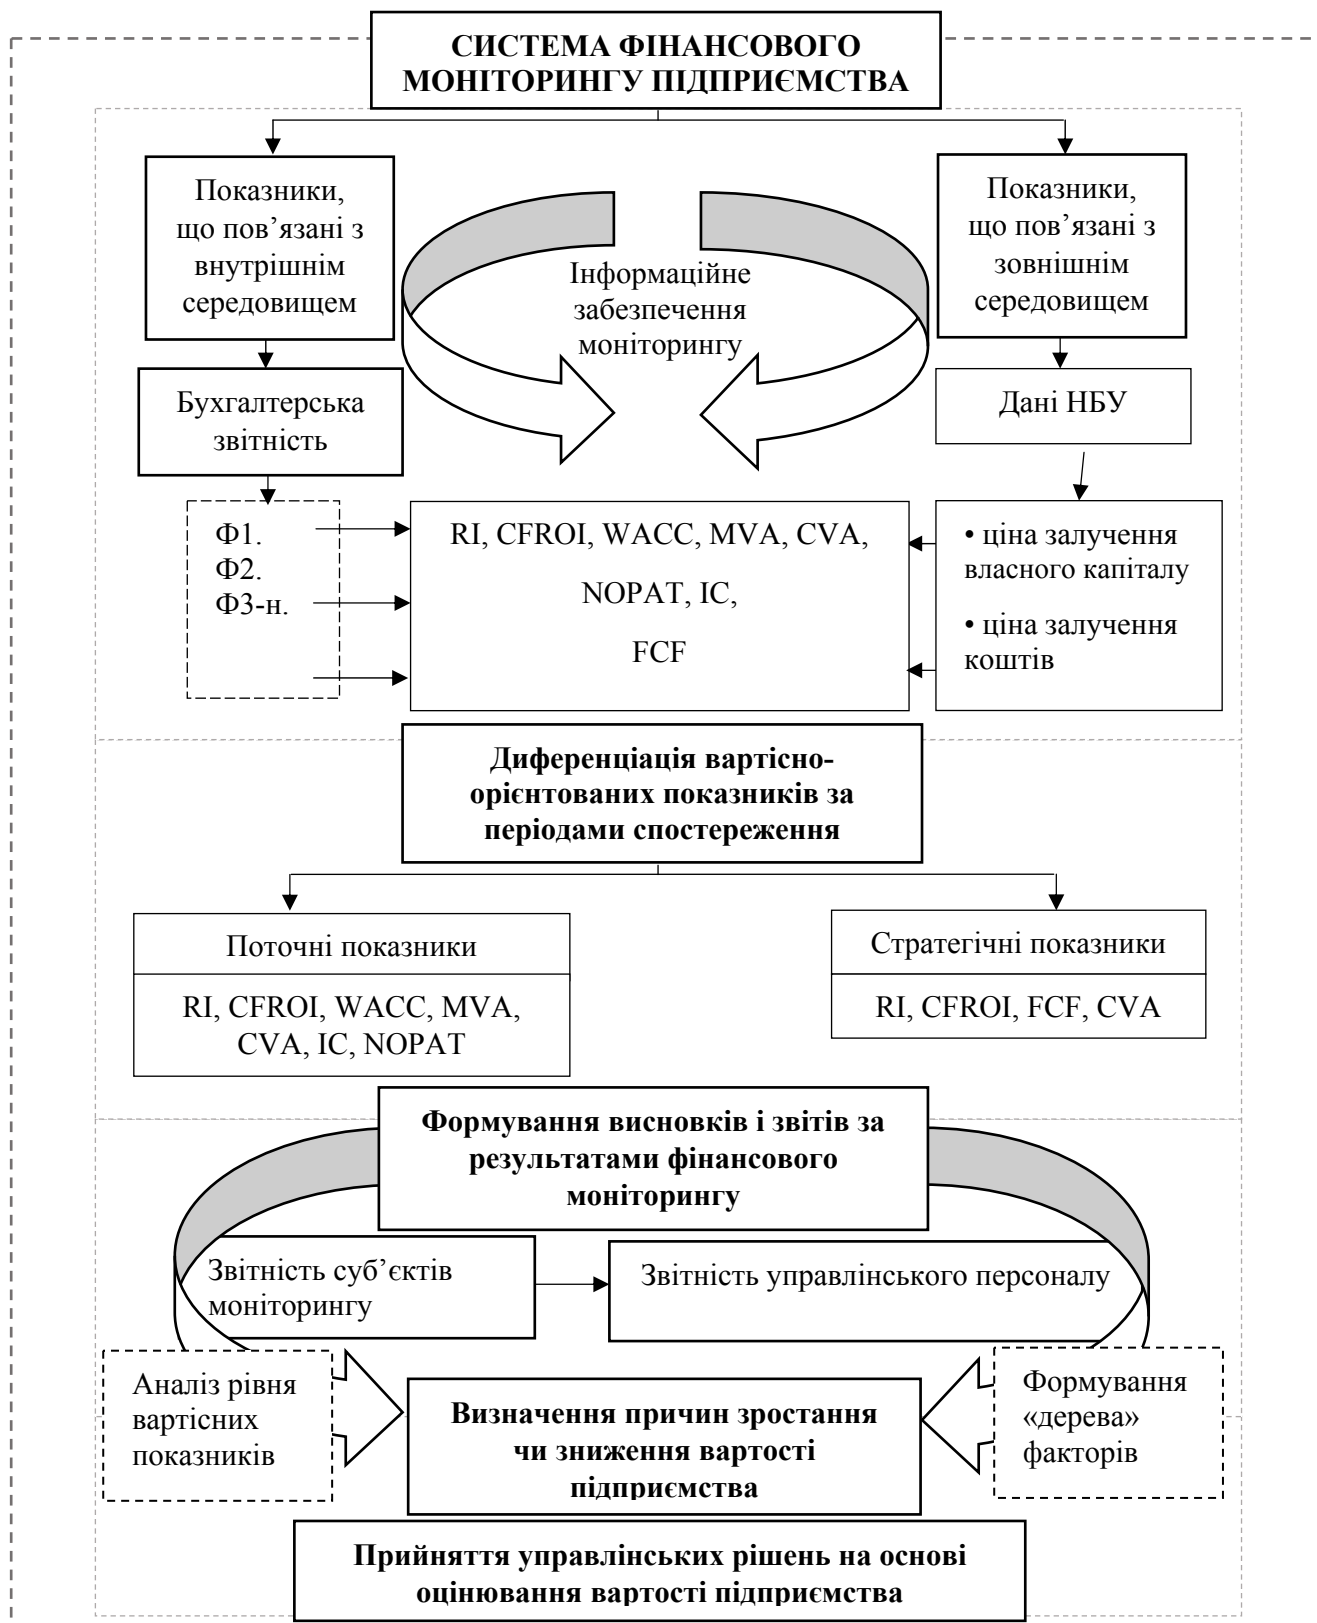 СИСТЕМА ФІНАНСОВОГО
МОНІТОРИНГУ ПІДПРИЄМСТВА
Показники,
що пов’язані з
внутрішнім
середовищем
Інформаційне
забезпечення
моніторингу
Показники,
що пов’язані з
зовнішнім
середовищем
Бухгалтерська
звітність
Дані НБУ
Ф1.
Ф2.
Ф3-н.
RI, CFROI, WACC, MVA, CVA,
NOPAT, IC,
FCF
• ціна залучення
власного капіталу
• ціна залучення
коштів
Диференціація вартісно-
орієнтованих показників за
періодами спостереження
Поточні показники
RI, CFROI, WACC, MVA,
CVA, IC, NOPAT
Стратегічні показники
RI, CFROI, FCF, CVA
Формування висновків і звітів за
результатами фінансового
моніторингу
Звітність суб’єктів
моніторингу
Звітність управлінського персоналу
Аналіз рівня
вартісних
показників
Визначення причин зростання
чи зниження вартості
підприємства
Формування
«дерева»
факторів
Прийняття управлінських рішень на основі
оцінювання вартості підприємства